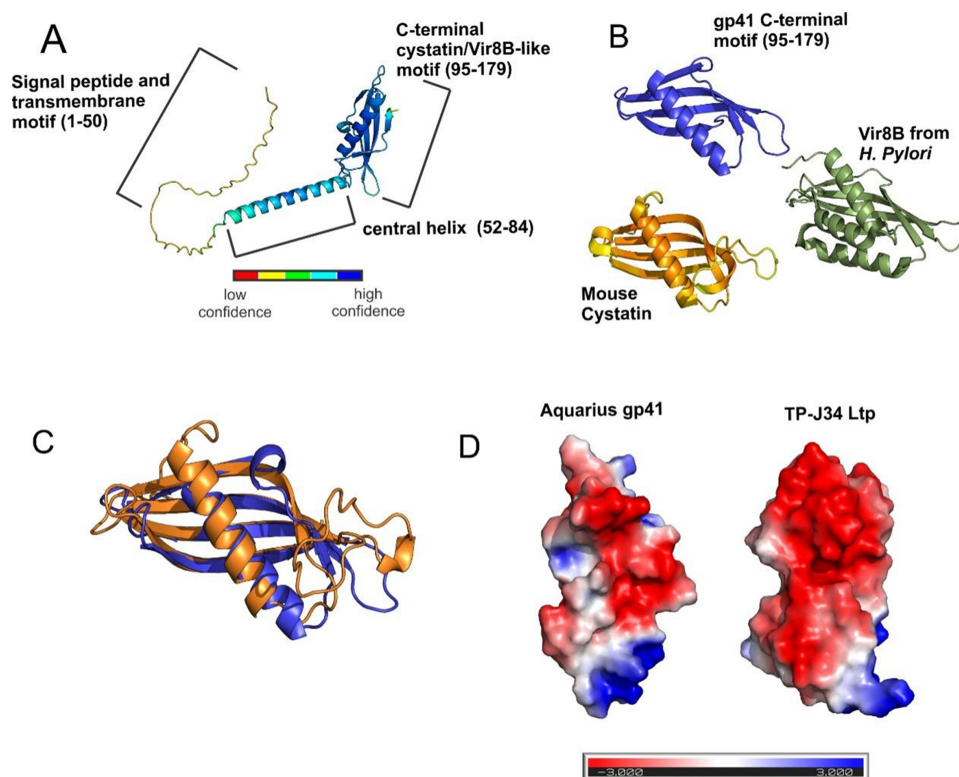 A
Signal peptide and
transmembrane
motif (1-50)
C-terminal
cystatin/Vir8B-like
motif (95-179)
central helix (52-84)
low
confidence
high
confidence
B
gp41 C-terminal
motif (95-179)
Vir8B from
H. Pylori
Mouse
Cystatin
C
D
Aquarius gp41
TP-J34 Ltp
-3.000
3.000